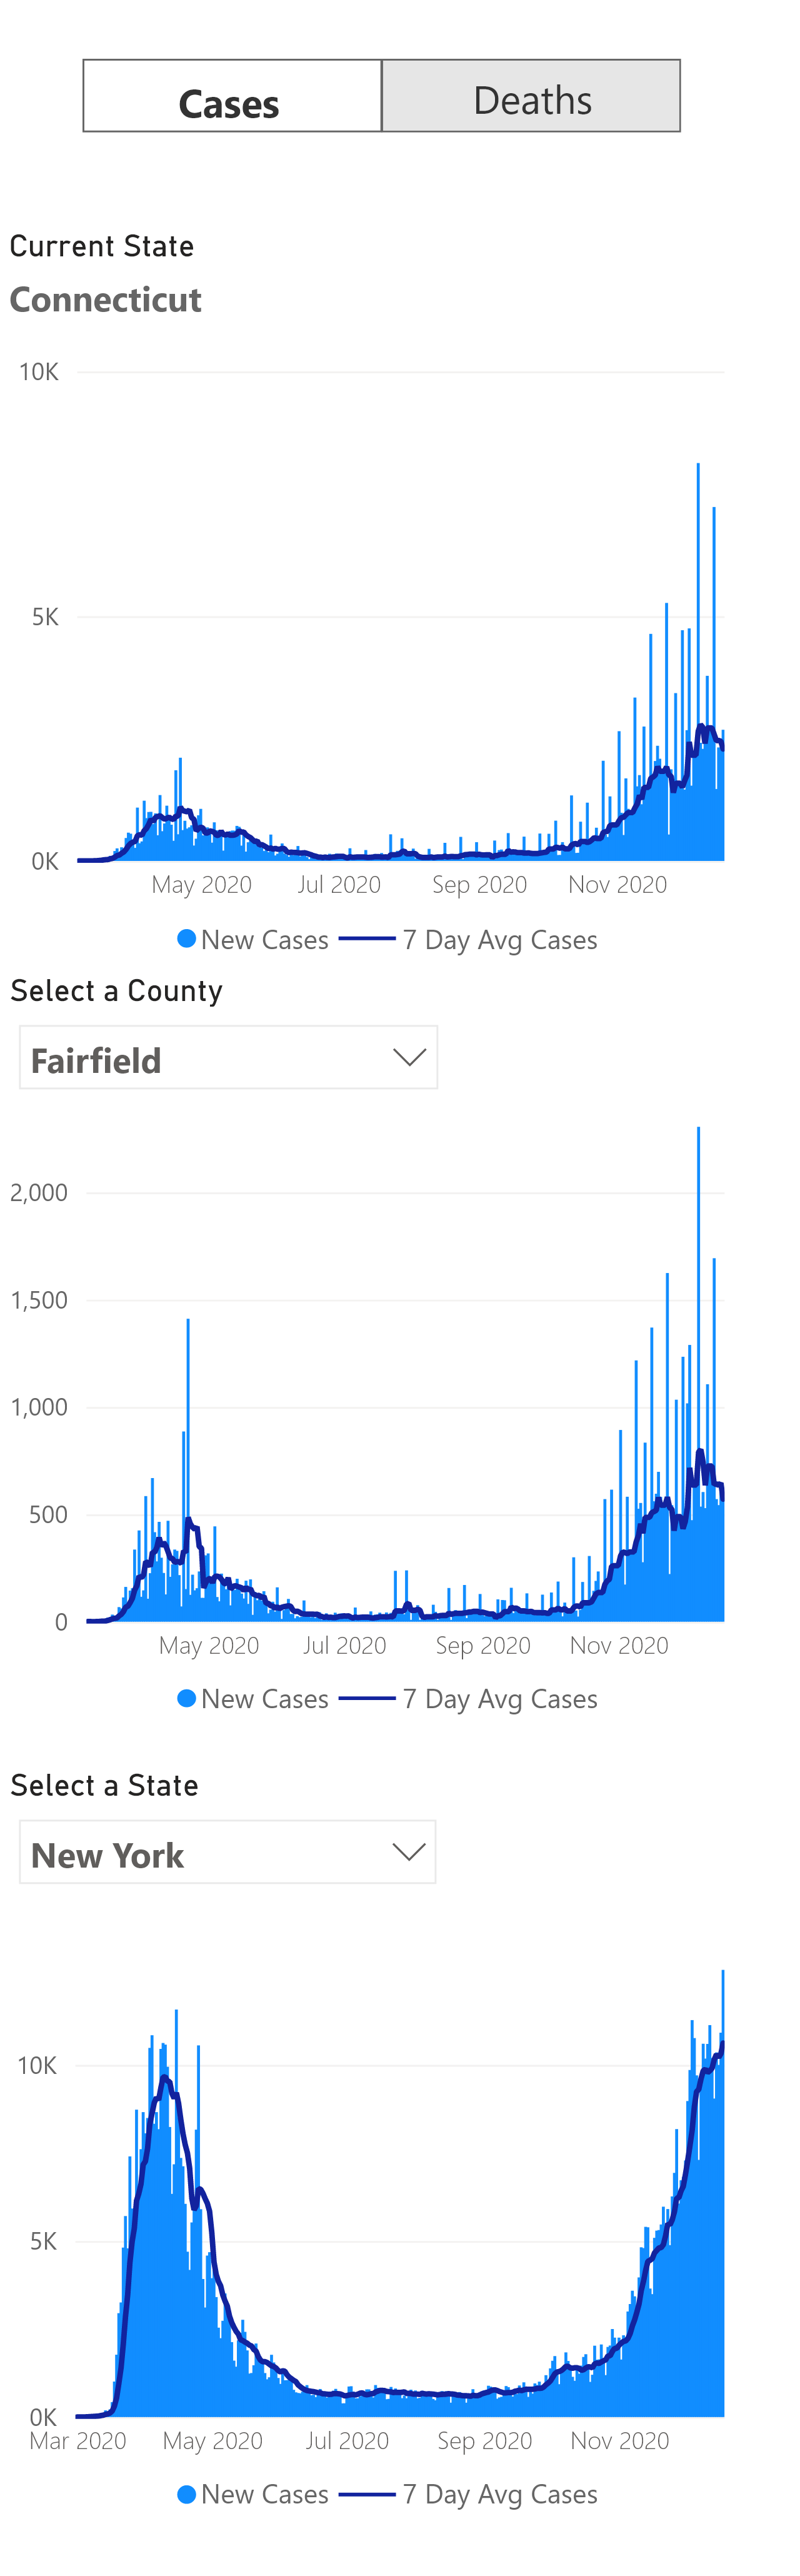 Cases Deaths
Current State
Connecticut
10K
5K
0K
May 2020 Jul 2020 Sep 2020 Nov 2020
New Cases 7 Day Avg Cases
Select a County
Fairfield
2,000
1,500
1,000
500
0
May 2020 Jul 2020 Sep 2020 Nov 2020
New Cases 7 Day Avg Cases
Select a State
New York
10K
5K
0K
Mar 2020 May 2020 Jul 2020 Sep 2020 Nov 2020
New Cases 7 Day Avg Cases